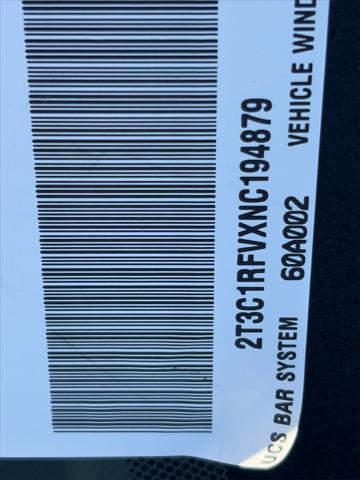 2T3C1RFVXNC194879
UCS BAR SYSTEM 60A002 VEHICLE WIND